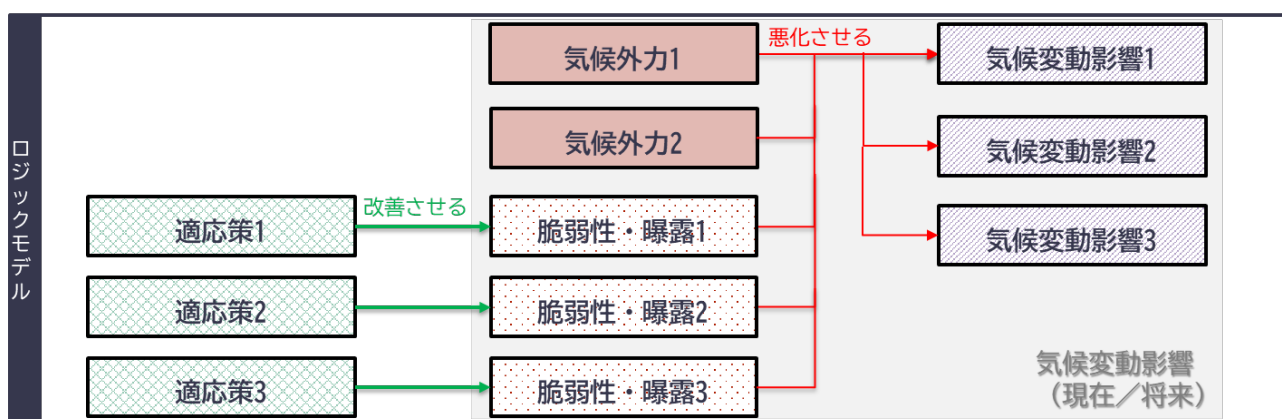 ロジックモデル
気候外力1
悪化させる
気候変動影響1
気候外力2
気候変動影響2
適応策1
改善させる
脆弱性・曝露1
気候変動影響3
適応策2
脆弱性・曝露2
適応策3
脆弱性・曝露3
気候変動影響
（現在／将来）